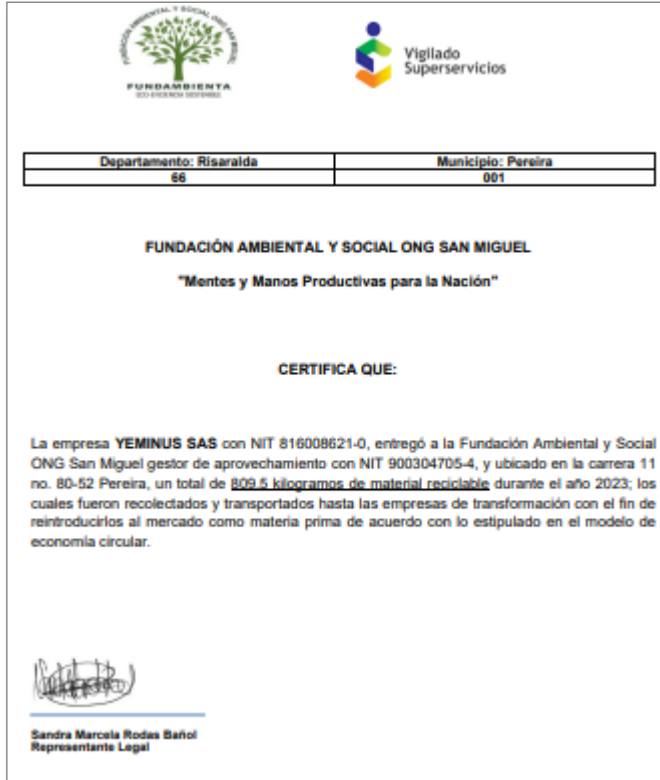 FUNDACIÓN AMBIENTAL Y SOCIAL ONG SAN MIGUEL
FUNDAMBIENTA
ECO-EFICIENCIA SOSTENIBLE
Vigilado
Superservicios
Departamento: Risaralda Municipio: Pereira
66 001
FUNDACIÓN AMBIENTAL Y SOCIAL ONG SAN MIGUEL
"Mentes y Manos Productivas para la Nación"
CERTIFICA QUE:
La empresa YEMINUS SAS con NIT 816008621-0, entregó a la Fundación Ambiental y Social
ONG San Miguel gestor de aprovechamiento con NIT 900304705-4, y ubicado en la carrera 11
no. 80-52 Pereira, un total de 809.5 kilogramos de material reciclable durante el año 2023; los
cuales fueron recolectados y transportados hasta las empresas de transformación con el fin de
reintroducirlos al mercado como materia prima de acuerdo con lo estipulado en el modelo de
economía circular.
Sandra Marcela Rodas Bañol
Representante Legal